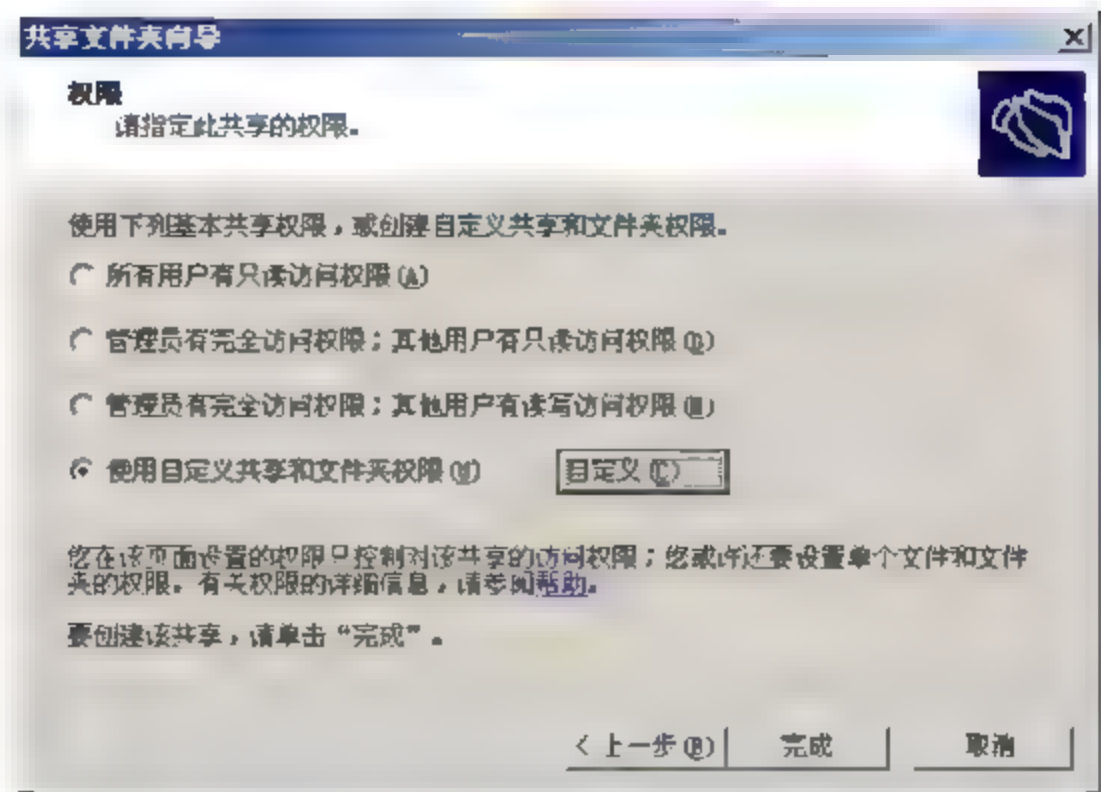 共享文件夹向导
权限
请指定此共享的权限。
使用下列基本共享权限，或创建自定义共享和文件夹权限。
所有用户有只读访问权限(A)
管理员有完全访问权限；其他用户有只读访问权限(D)
管理员有完全访问权限；其他用户有读写访问权限(N)
使用自定义共享和文件夹权限(U) 自定义(C)
您在该页面设置的权限只控制对该共享的访问权限；您或许还要设置单个文件和文件
夹的权限。有关权限的详细信息，请参阅帮助。
要创建该共享，请单击“完成”。
< 上一步(B) 完成 取消